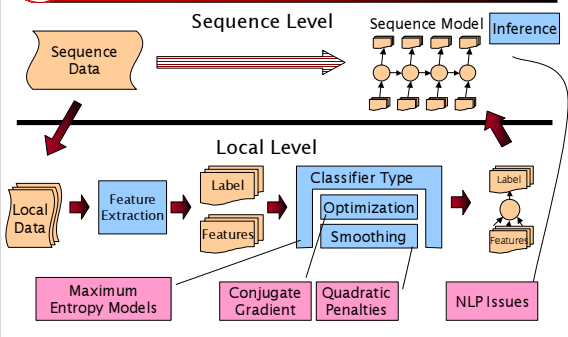 Sequence Level
Sequence Model
Inference
Sequence
Data
Local Level
Classifier Type
Label
Label
Optimization
Feature
Extraction
Local
Data
Features
Smoothing
Features
Maximum
Entropy Models
Conjugate
Gradient
Quadratic
Penalties
NLP Issues